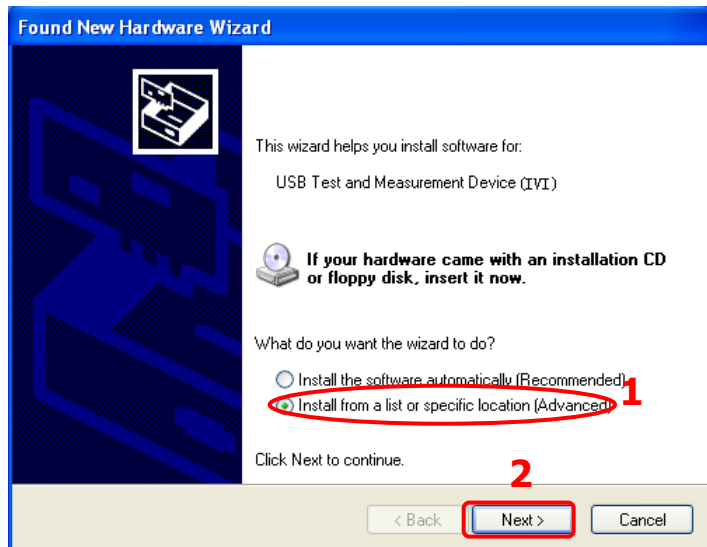 Found New Hardware Wizard
This wizard helps you install software for:
USB Test and Measurement Device (IVI)
If your hardware came with an installation CD
or floppy disk, insert it now.
What do you want the wizard to do?
Install the software automatically (Recommended)
1
Install from a list or specific location (Advanced)
Click Next to continue.
2
< Back
Next >
Cancel